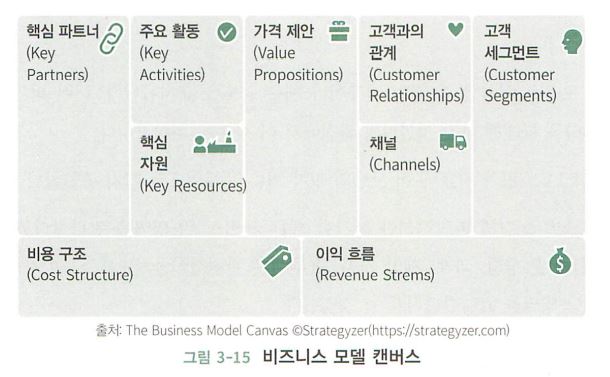 핵심 파트너
(Key
Partners)
주요 활동
(Key
Activities)
핵심
자원
(Key Resources)
가격 제안
(Value
Propositions)
고객과의
관계
(Customer
Relationships)
채널
(Channels)
고객
세그먼트
(Customer
Segments)
비용 구조
(Cost Structure)
이익 흐름
(Revenue Strems)
$
출처: The Business Model Canvas ©Strategyzer(https://strategyzer.com)
그림 3-15 비즈니스 모델 캔버스